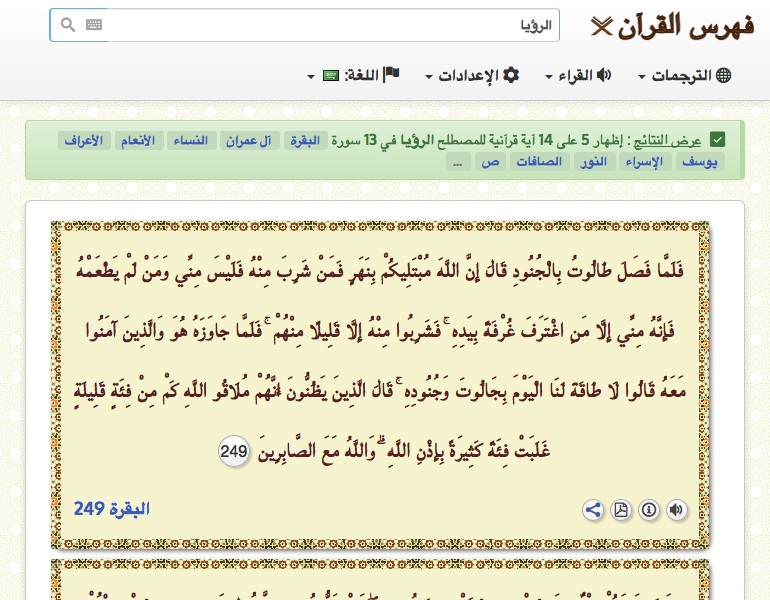 فهرس القرآن
الرؤيا
الترجمات القراء الإعدادات اللغة:
عرض النتائج : إظهار 5 على 14 آية قرآنية للمصطلح الرؤيا في 13 سورة البقرة آل عمران النساء الأنعام الأعراف
يوسف الإسراء النور الصافات ص ...
فَلَمَّا فَصَلَ طَالُوتُ بِالْجُنُودِ قَالَ إِنَّ اللَّهَ مُبْتَلِيكُمْ بِنَهَرٍ فَمَنْ شَرِبَ مِنْهُ فَلَيْسَ مِنِّي وَمَنْ لَمْ يَطْعَمْهُ
فَإِنَّهُ مِنِّي إِلَّا مَنِ اغْتَرَفَ غُرْفَةً بِيَدِهِ ۚ فَشَرِبُوا مِنْهُ إِلَّا قَلِيلًا مِنْهُمْ ۚ فَلَمَّا جَاوَزَهُ هُوَ وَالَّذِينَ آمَنُوا
مَعَهُ قَالُوا لَا طَاقَةَ لَنَا الْيَوْمَ بِجَالُوتَ وَجُنُودِهِ ۚ قَالَ الَّذِينَ يَظُنُّونَ أَنَّهُمْ مُلَاقُو اللَّهِ كَمْ مِنْ فِئَةٍ قَلِيلَةٍ
غَلَبَتْ فِئَةً كَثِيرَةً بِإِذْنِ اللَّهِ ۗ وَاللَّهُ مَعَ الصَّابِرِينَ 249
البقرة 249